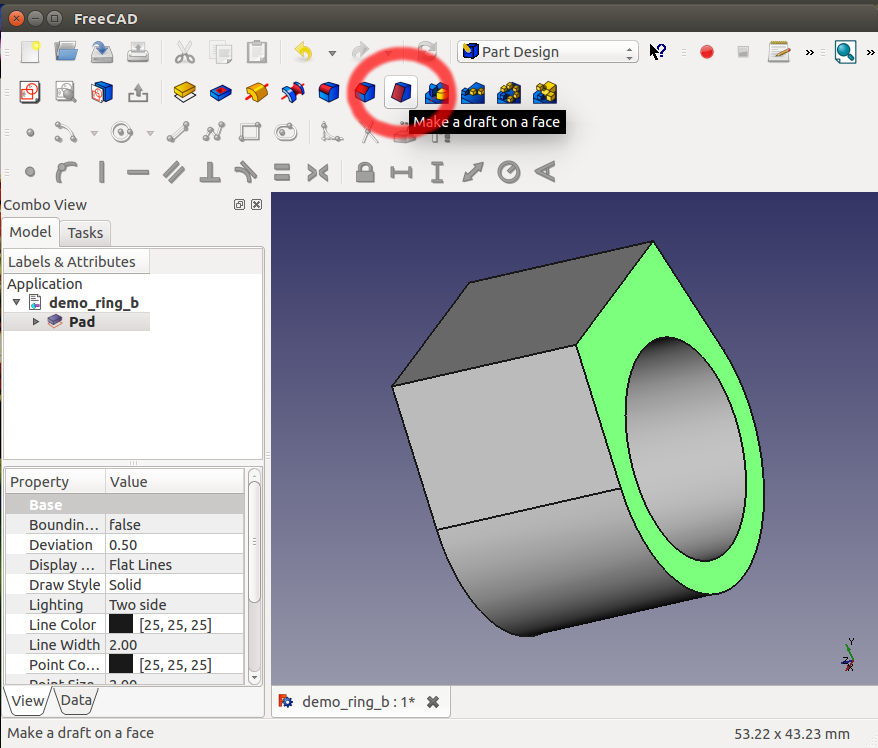 FreeCAD
Part Design
»
»
Make a draft on a face
Combo View
Model
Tasks
Labels & Attributes
Application
demo_ring_b
Pad
Property Value
Base
Boundin... false
Deviation 0.50
Display ... Flat Lines
Draw Style Solid
Lighting Two side
Line Color [25, 25, 25]
Line Width 2.00
Point Co... [25, 25, 25]
Point Size 2.00
View
Data
Y
Z
X
demo_ring_b : 1*
Make a draft on a face
53.22 x 43.23 mm